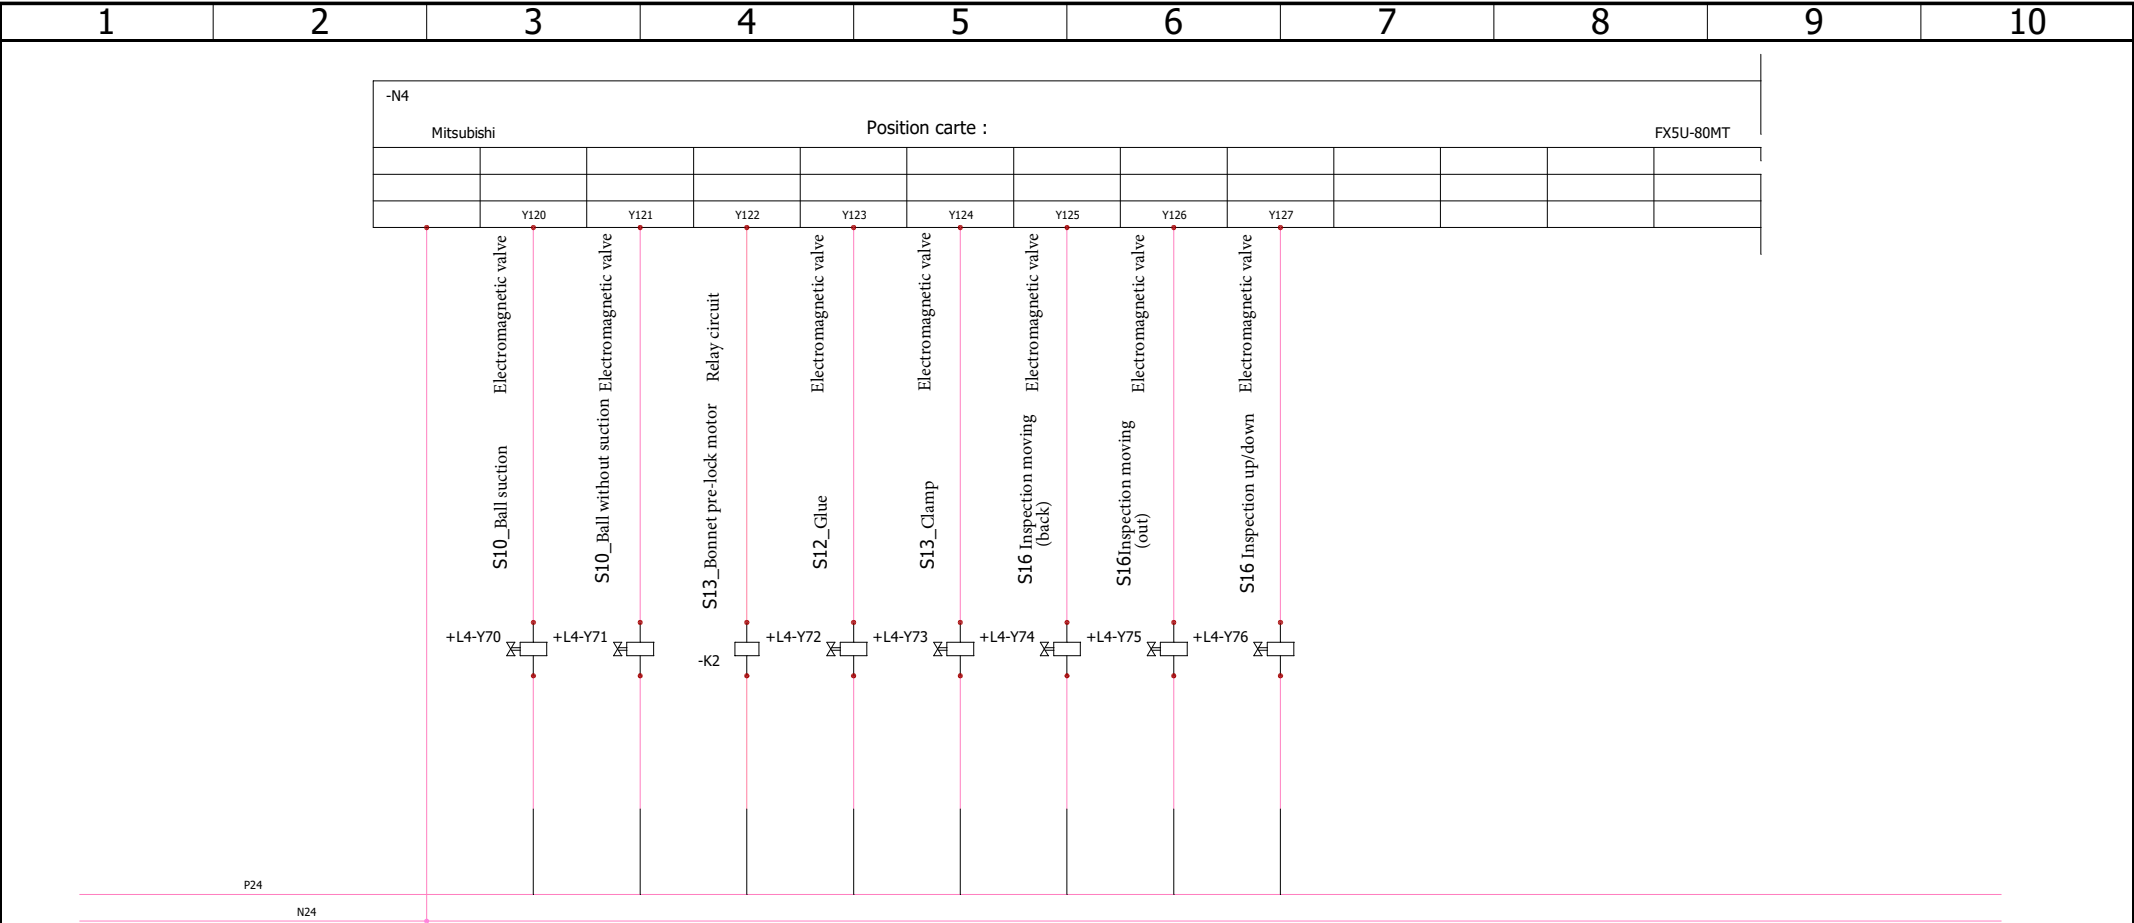 1 2 3 4 5 6 7 8 9 10
-N4
Mitsubishi Position carte : FX5U-80MT
Y120 Y121 Y122 Y123 Y124 Y125 Y126 Y127
S10_Ball suction Electromagnetic valve
S10_Ball without suction Electromagnetic valve
S13_Bonnet pre-lock motor Relay circuit
S12_Glue Electromagnetic valve
S13_Clamp Electromagnetic valve
S16 Inspection moving Electromagnetic valve
(back)
S16Inspection moving Electromagnetic valve
(out)
S16 Inspection up/down Electromagnetic valve
+L4-Y70 +L4-Y71 +L4-Y72 +L4-Y73 +L4-Y74 +L4-Y75 +L4-Y76
-K2
P24
N24